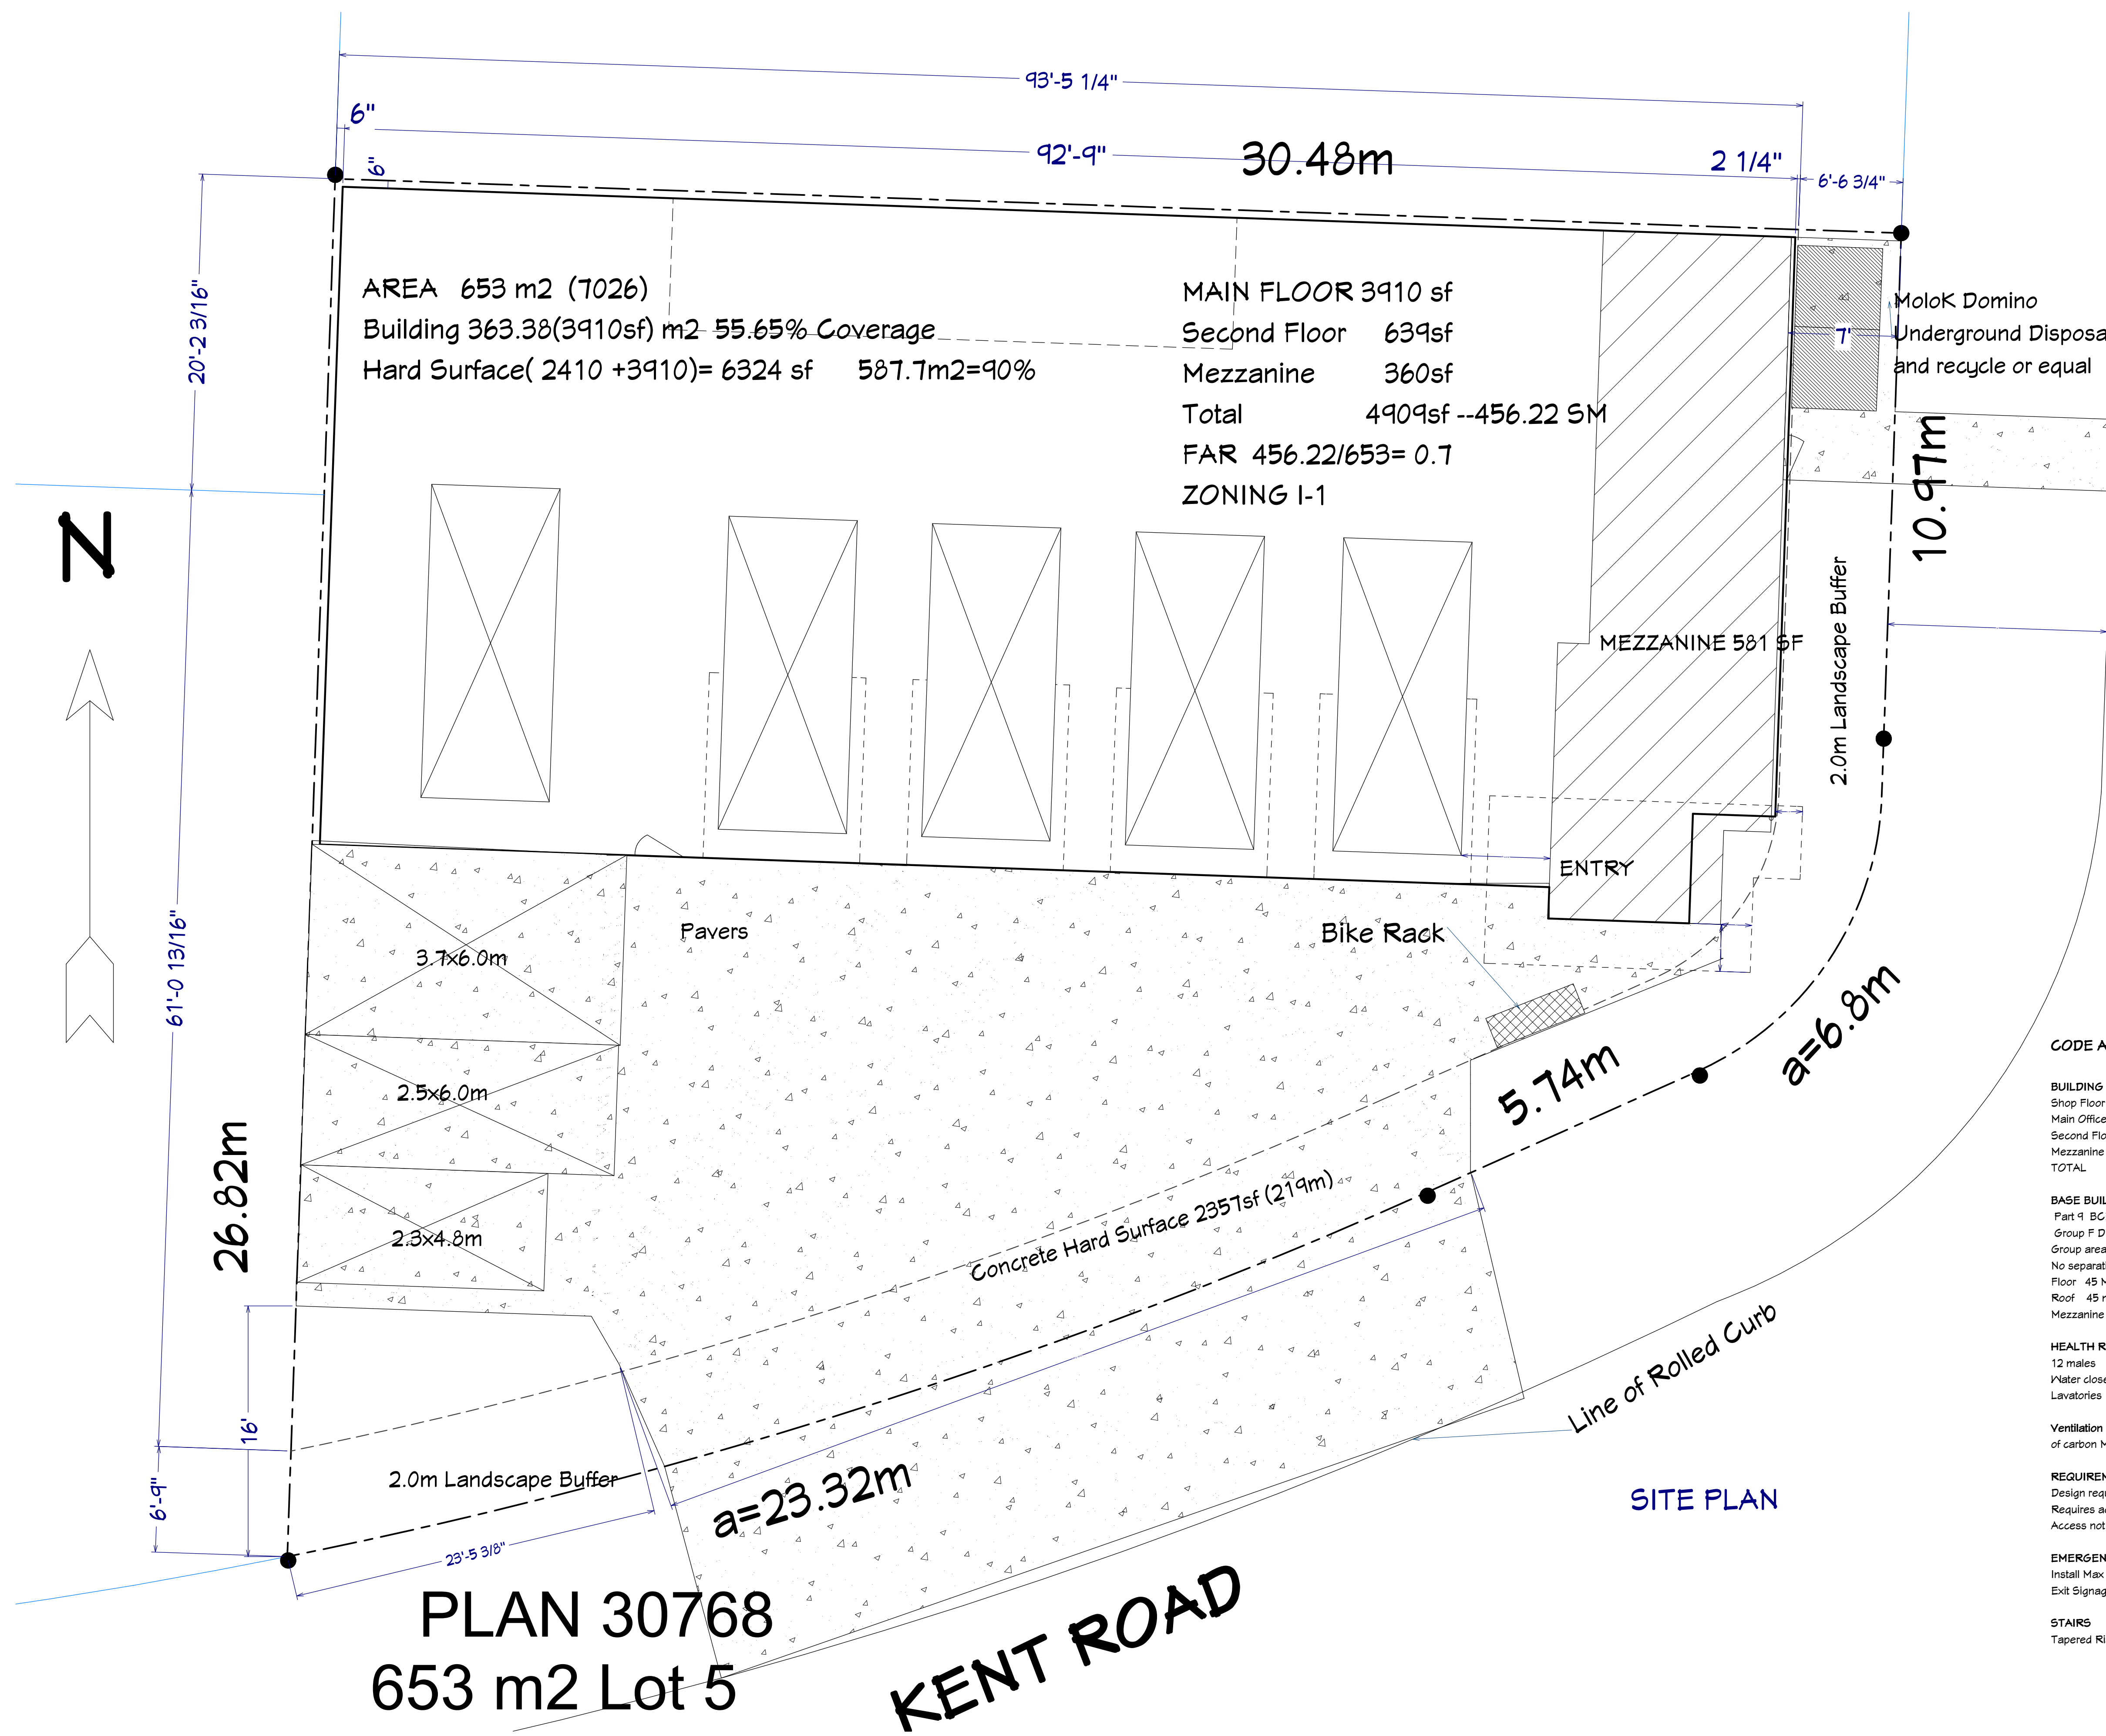 93'-5 1/4"
6"
92'-9"
30.48m
2 1/4"
6'-6 3/4"
6"
20'-2 3/16"
AREA 653 m2 (7026)
Building 363.38(3910sf) m2 55.65% Coverage
Hard Surface( 2410 +3910)= 6324 sf 587.7m2=90%
MAIN FLOOR 3910 sf
Second Floor 639sf
Mezzanine 360sf
Total 4909sf --456.22 SM
FAR 456.22/653= 0.7
ZONING I-1
MoloK Domino
Underground Disposa
and recycle or equal
7'
10.97m
N
2.0m Landscape Buffer
MEZZANINE 581 SF
ENTRY
Pavers
Bike Rack
3.7x6.0m
2.5x6.0m
2.3x4.8m
61'-0 13/16"
26.82m
a=6.8m
5.74m
Concrete Hard Surface 2357sf (219m)
16'
6'-9"
2.0m Landscape Buffer
23'-5 3/8"
a=23.32m
Line of Rolled Curb
SITE PLAN
PLAN 30768
653 m2 Lot 5
KENT ROAD
CODE A
BUILDING
Shop Floor
Main Office
Second Flo
Mezzanine
TOTAL
BASE BUIL
Part 9 BC
Group F D
Group area
No separati
Floor 45 M
Roof 45 m
Mezzanine
HEALTH R
12 males
Water close
Lavatories
Ventilation
of carbon M
REQUIREM
Design requ
Requires ac
Access not
EMERGEN
Install Max
Exit Signag
STAIRS
Tapered Ri